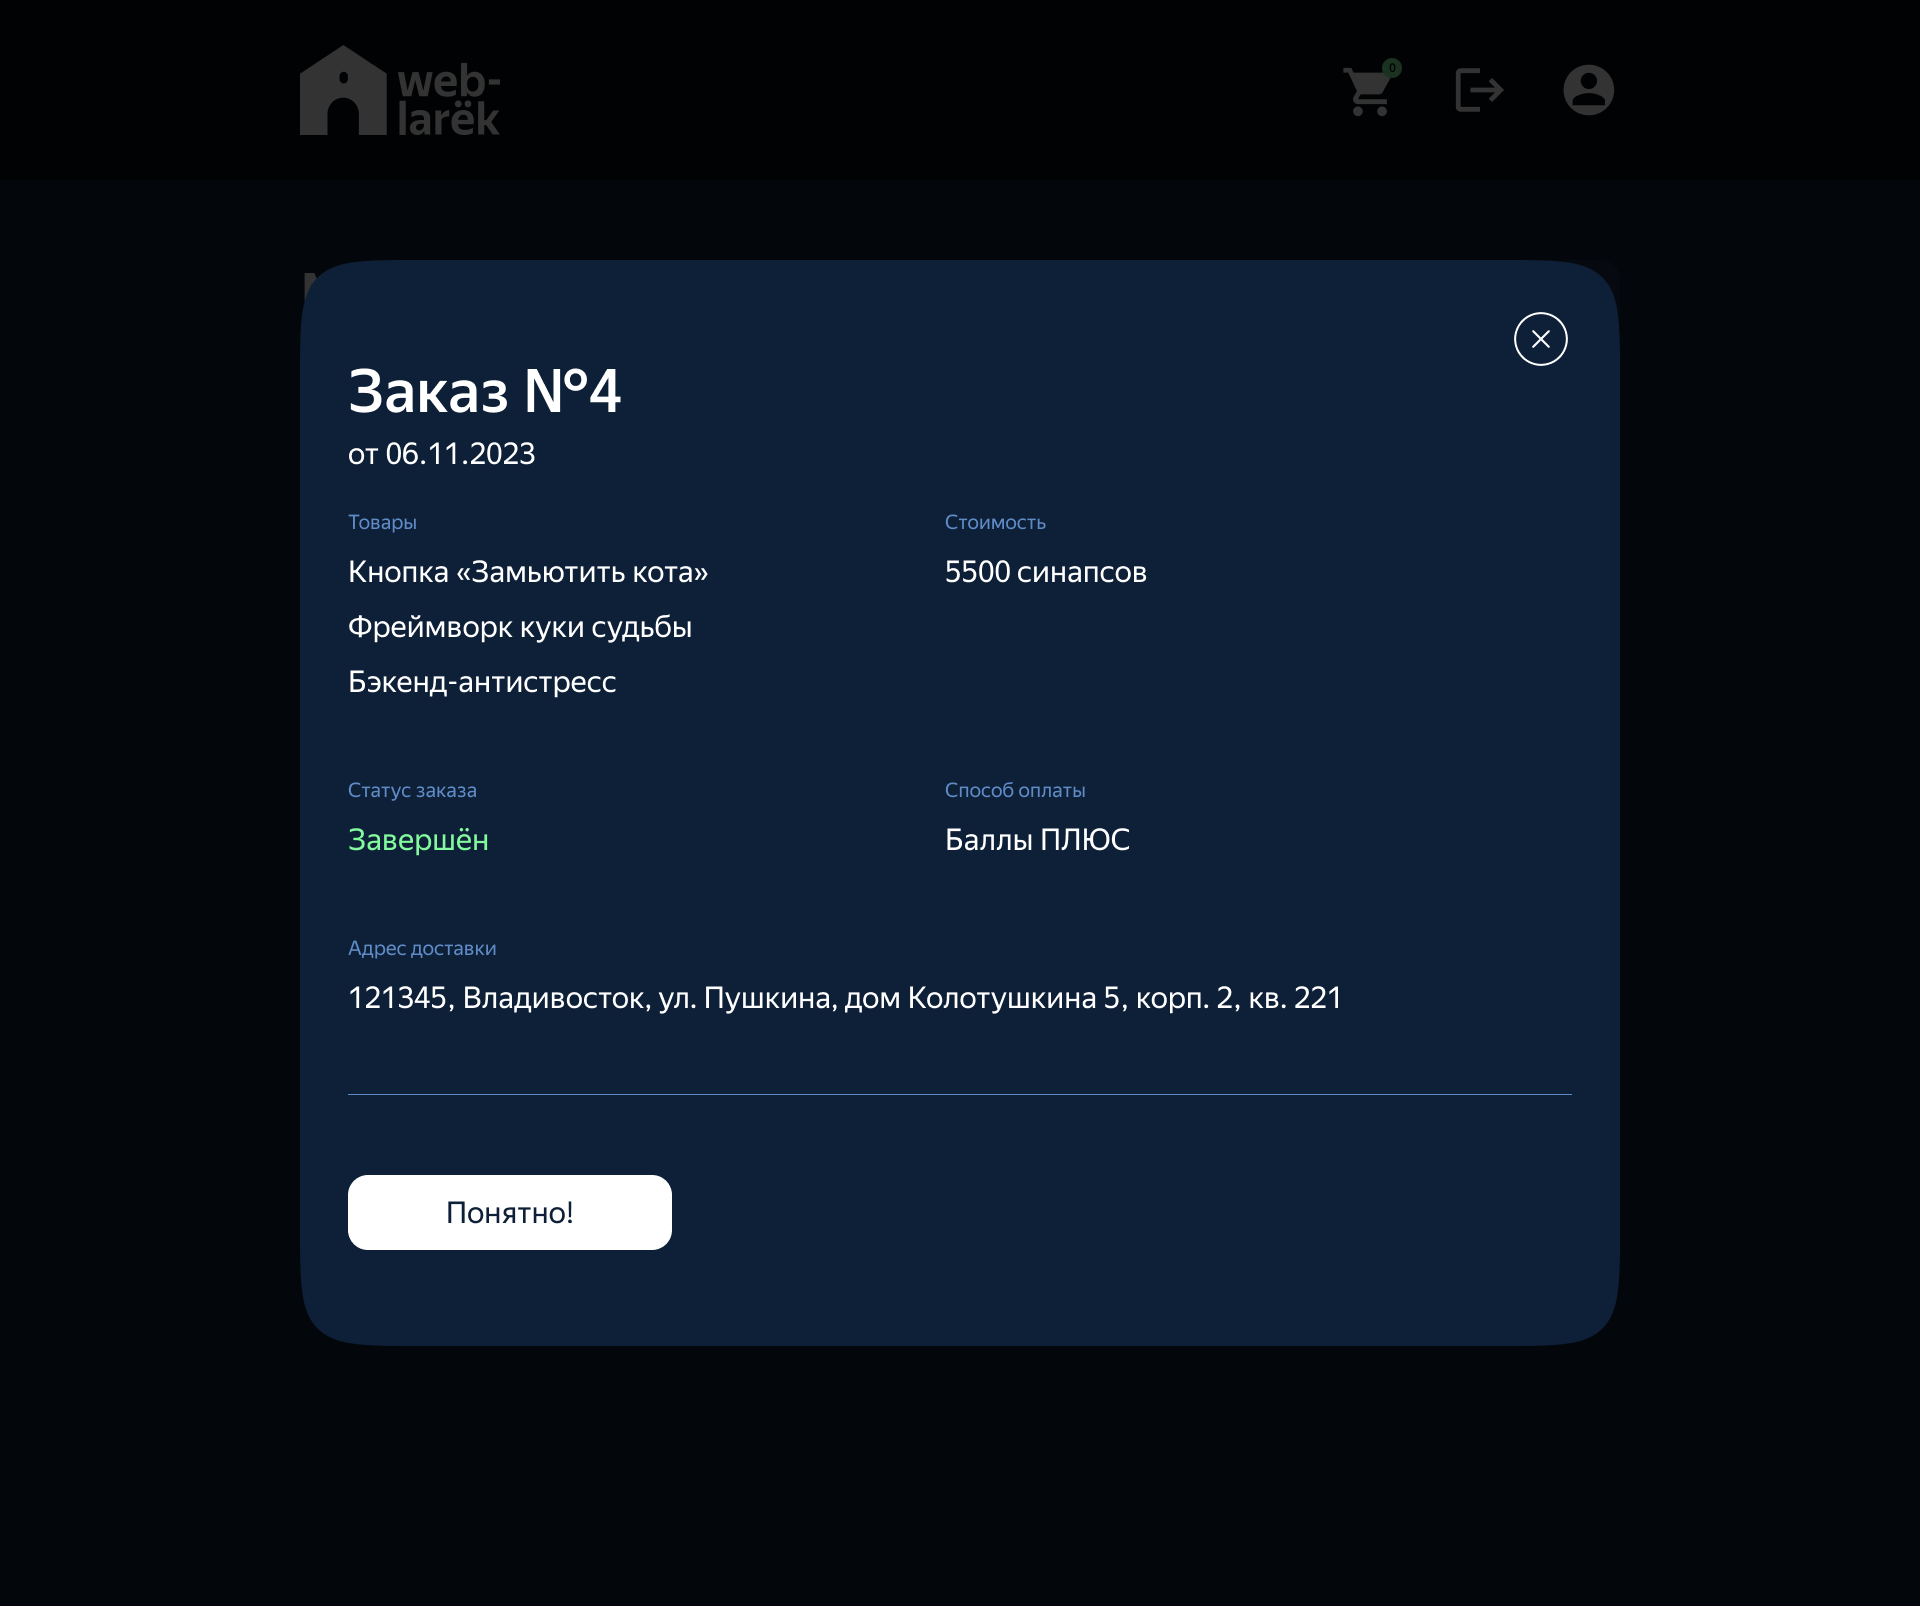 web-
larёk
0
Заказ №4
от 06.11.2023
Товары
Стоимость
Кнопка «Замьютить кота»
5500 синапсов
Фреймворк куки судьбы
Бэкенд-антистресс
Статус заказа
Способ оплаты
Завершён
Баллы ПЛЮС
Адрес доставки
121345, Владивосток, ул. Пушкина, дом Колотушкина 5, корп. 2, кв. 221
Понятно!